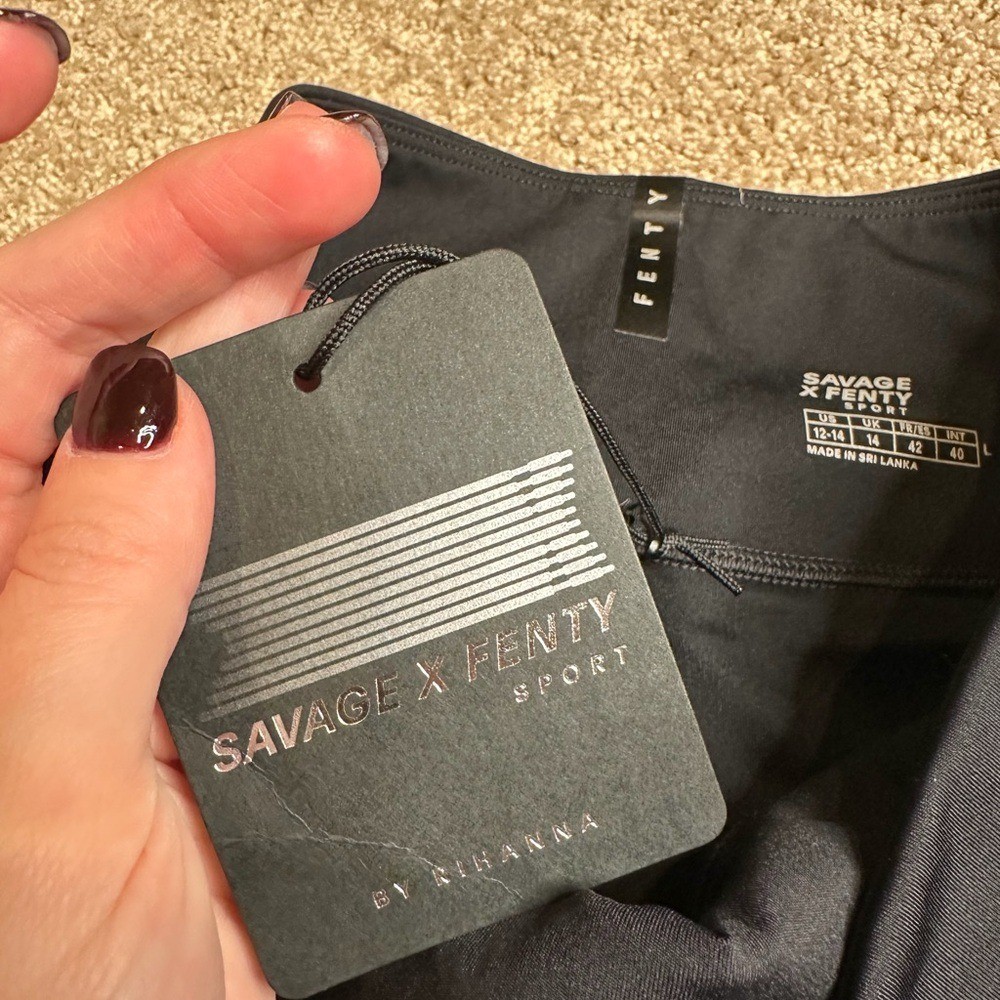 FENTY
SAVAGE
X FENTY
SPORT
US UK FR/ES INT
12-14 14 42 40 L
MADE IN SRI LANKA
SAVAGE X FENTY
SPORT
BY RIHANNA